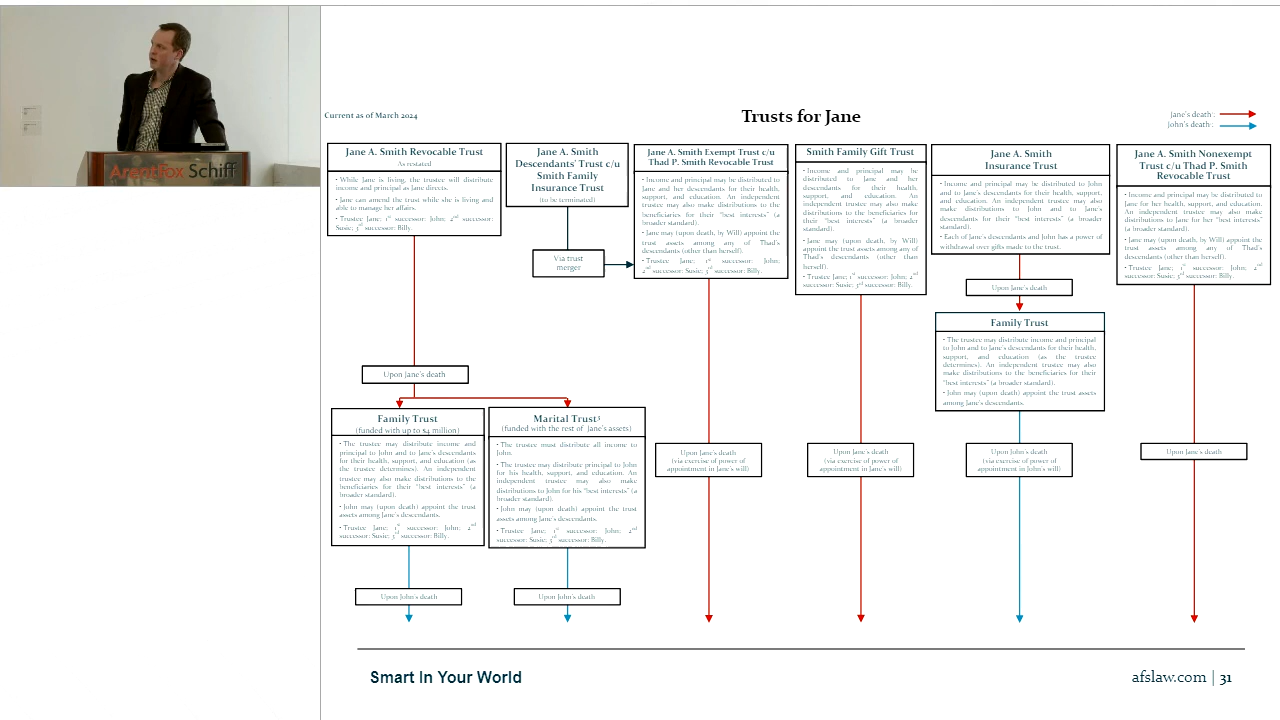 ArentFox Schiff
Current as of March 2024
Trusts for Jane
Jane's death :
John's death :
Jane A. Smith Revocable Trust
As restated
• While Jane is living, the trustee will distribute
income and principal as Jane directs.
• Jane can amend the trust while she is living and
able to manage her affairs.
• Trustee: Jane; 1st successor: John; 2nd successor:
Susie; 3rd successor: Billy.
Jane A. Smith
Descendants' Trust c/u
Smith Family
Insurance Trust
(to be terminated)
Via trust
merger
Jane A. Smith Exempt Trust c/u
Thad P. Smith Revocable Trust
• Income and principal may be distributed to
Jane and her descendants for their health,
support, and education. An independent
trustee may also make distributions to the
beneficiaries for their "best interests" (a
broader standard).
• Jane may (upon death, by Will) appoint the
trust assets among any of Thad's
descendants (other than herself).
• Trustee: Jane; 1st successor: John;
2nd successor: Susie; 3rd successor: Billy.
Smith Family Gift Trust
• Income and principal may be
distributed to Jane and her
descendants for their health,
support, and education. An
independent trustee may also make
distributions to the beneficiaries
for their "best interests" (a broader
standard).
• Jane may (upon death, by Will)
appoint the trust assets among any of
Thad's descendants (other than
herself).
• Trustee: Jane; 1st successor: John; 2nd
successor: Susie; 3rd successor: Billy.
Jane A. Smith
Insurance Trust
• Income and principal may be distributed to John
and to Jane's descendants for their health, support,
and education. An independent trustee may also
make distributions to John and to Jane's
descendants for their "best interests" (a broader
standard).
• Each of Jane's descendants and John has a power of
withdrawal over gifts made to the trust.
Upon Jane's death
Family Trust
• The trustee may distribute income and principal
to John and to Jane's descendants for their health,
support, and education (as the trustee
determines). An independent trustee may also
make distributions to the beneficiaries for their
"best interests" (a broader standard).
• John may (upon death) appoint the trust assets
among Jane's descendants.
Jane A. Smith Nonexempt
Trust c/u Thad P. Smith
Revocable Trust
• Income and principal may be distributed to
Jane for her health, support, and education.
An independent trustee may also make
distributions to Jane for her "best interests"
(a broader standard).
• Jane may (upon death, by Will) appoint the
trust assets among any of Thad's
descendants (other than herself).
• Trustee: Jane; 1st successor: John; 2nd
successor: Susie; 3rd successor: Billy.
Upon Jane's death
Family Trust
(funded with up to $4 million)
• The trustee may distribute income and
principal to John and to Jane's descendants
for their health, support, and education (as
the trustee determines). An independent
trustee may also make distributions to the
beneficiaries for their "best interests" (a
broader standard).
• John may (upon death) appoint the trust
assets among Jane's descendants.
• Trustee: Jane; 1st successor: John; 2nd
successor: Susie; 3rd successor: Billy.
Marital Trust³
(funded with the rest of Jane's assets)
• The trustee must distribute all income to
John.
• The trustee may distribute principal to John
for his health, support, and education. An
independent trustee may also make
distributions to John for his "best interests" (a
broader standard).
• John may (upon death) appoint the trust
assets among Jane's descendants.
• Trustee: Jane; 1st successor: John; 2nd
successor: Susie; 3rd successor: Billy.
Upon Jane's death
(via exercise of power of
appointment in Jane's will)
Upon Jane's death
(via exercise of power of
appointment in Jane's will)
Upon John's death
(via exercise of power of
appointment in John's will)
Upon Jane's death
Upon John's death
Upon John's death
Smart In Your World
afslaw.com | 31